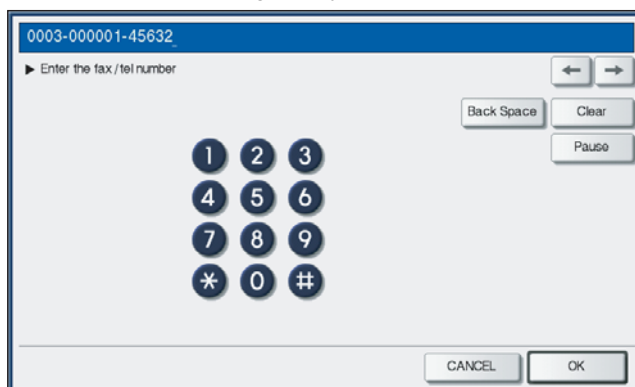 0003-000001-45632_
▶ Enter the fax/tel number
← →
Back Space Clear
Pause
1 2 3
4 5 6
7 8 9
* 0 #
CANCEL OK